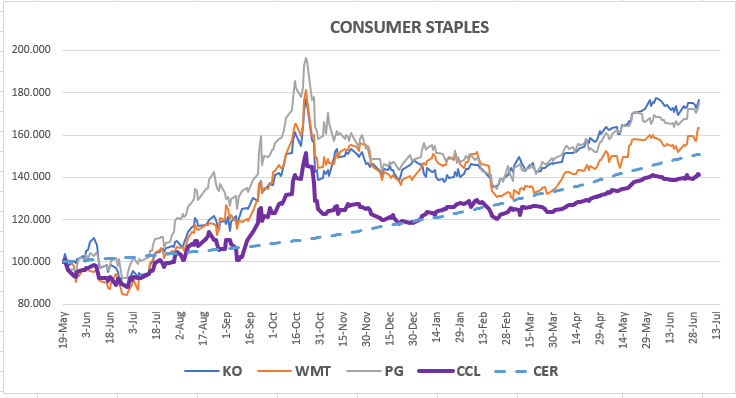 CONSUMER STAPLES
200.000
180.000
160.000
140.000
120.000
100.000
80.000
19-May 3-Jun 18-Jun 3-Jul 18-Jul 2-Aug 17-Aug 1-Sep 16-Sep 1-Oct 16-Oct 31-Oct 15-Nov 30-Nov 15-Dec 30-Dec 14-Jan 29-Jan 13-Feb 28-Feb 15-Mar 30-Mar 14-Apr 29-Apr 14-May 29-May 13-Jun 28-Jun 13-Jul
KO WMT PG CCL CER